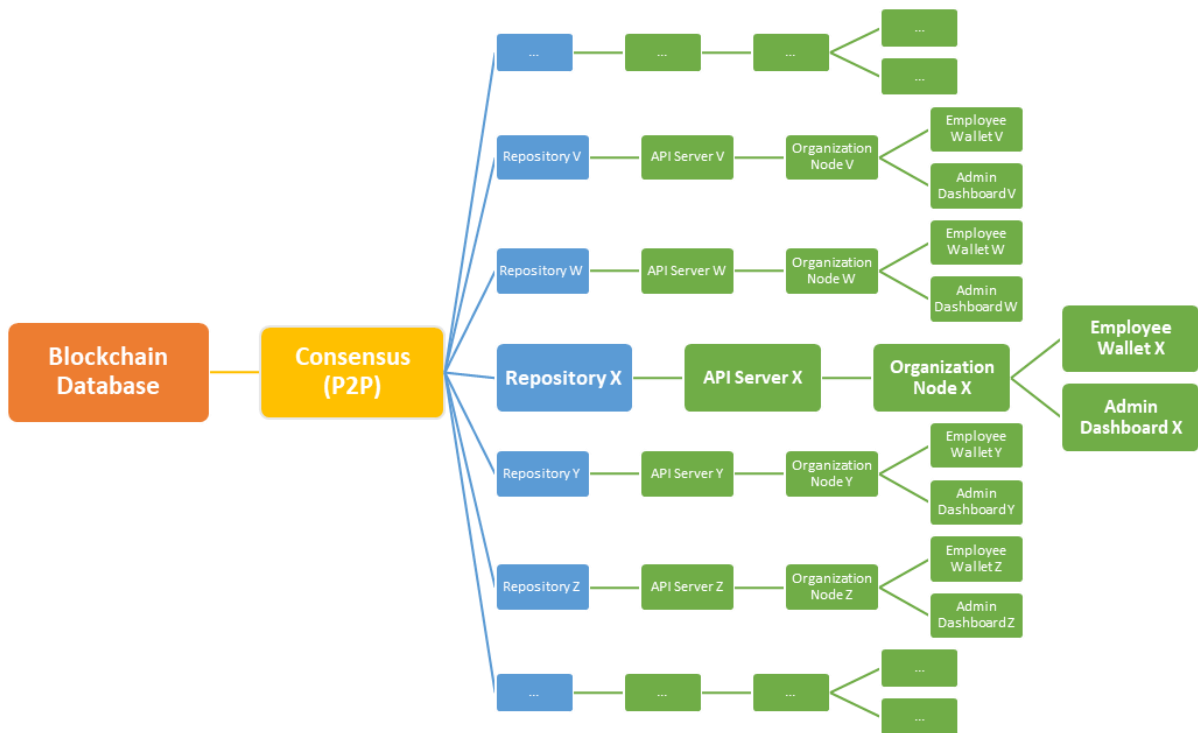 ...
...
...
...
...
Repository V
API Server V
Organization
Node V
Employee
Wallet V
Admin
Dashboard V
Repository W
API Server W
Organization
Node W
Employee
Wallet W
Admin
Dashboard W
Blockchain
Database
Consensus
(P2P)
Repository X
API Server X
Organization
Node X
Employee
Wallet X
Admin
Dashboard X
Repository Y
API Server Y
Organization
Node Y
Employee
Wallet Y
Admin
Dashboard Y
Repository Z
API Server Z
Organization
Node Z
Employee
Wallet Z
Admin
Dashboard Z
...
...
...
...
...